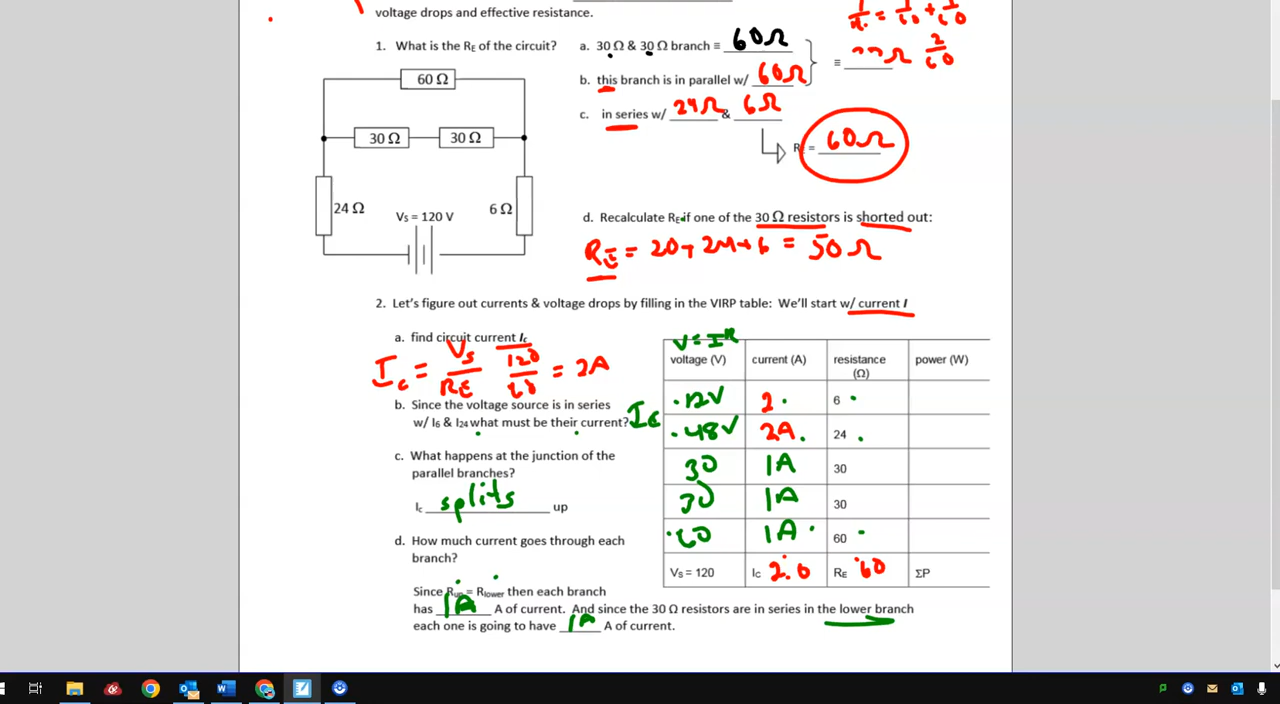 voltage drops and effective resistance.
1. What is the RE of the circuit?
a. 30 Ω & 30 Ω branch ≡ 60Ω
b. this branch is in parallel w/ 60Ω
≡ Ω
2/60
c. in series w/ 24Ω & 6Ω
= 60Ω
60 Ω
30 Ω 30 Ω
24 Ω
VS = 120 V
6 Ω
d. Recalculate RE if one of the 30 Ω resistors is shorted out:
RE = 20 + 24 + 6 = 50 Ω
2. Let's figure out currents & voltage drops by filling in the VIRP table: We'll start w/ current I
a. find circuit current Ic
Ic = Vs/RE 120/60 = 2A
b. Since the voltage source is in series
w/ I6 & I24 what must be their current? Ic
c. What happens at the junction of the
parallel branches?
Ic splits up
d. How much current goes through each
branch?
Since Rup = Rlower then each branch
has 1A A of current. And since the 30 Ω resistors are in series in the lower branch
each one is going to have 1A A of current.
V = IR
voltage (V) current (A) resistance (Ω) power (W)
12V 2 6
48V 2A 24
30 1A 30
30 1A 30
60 1A 60
VS = 120 IC 2.0 RE 60 ΣP